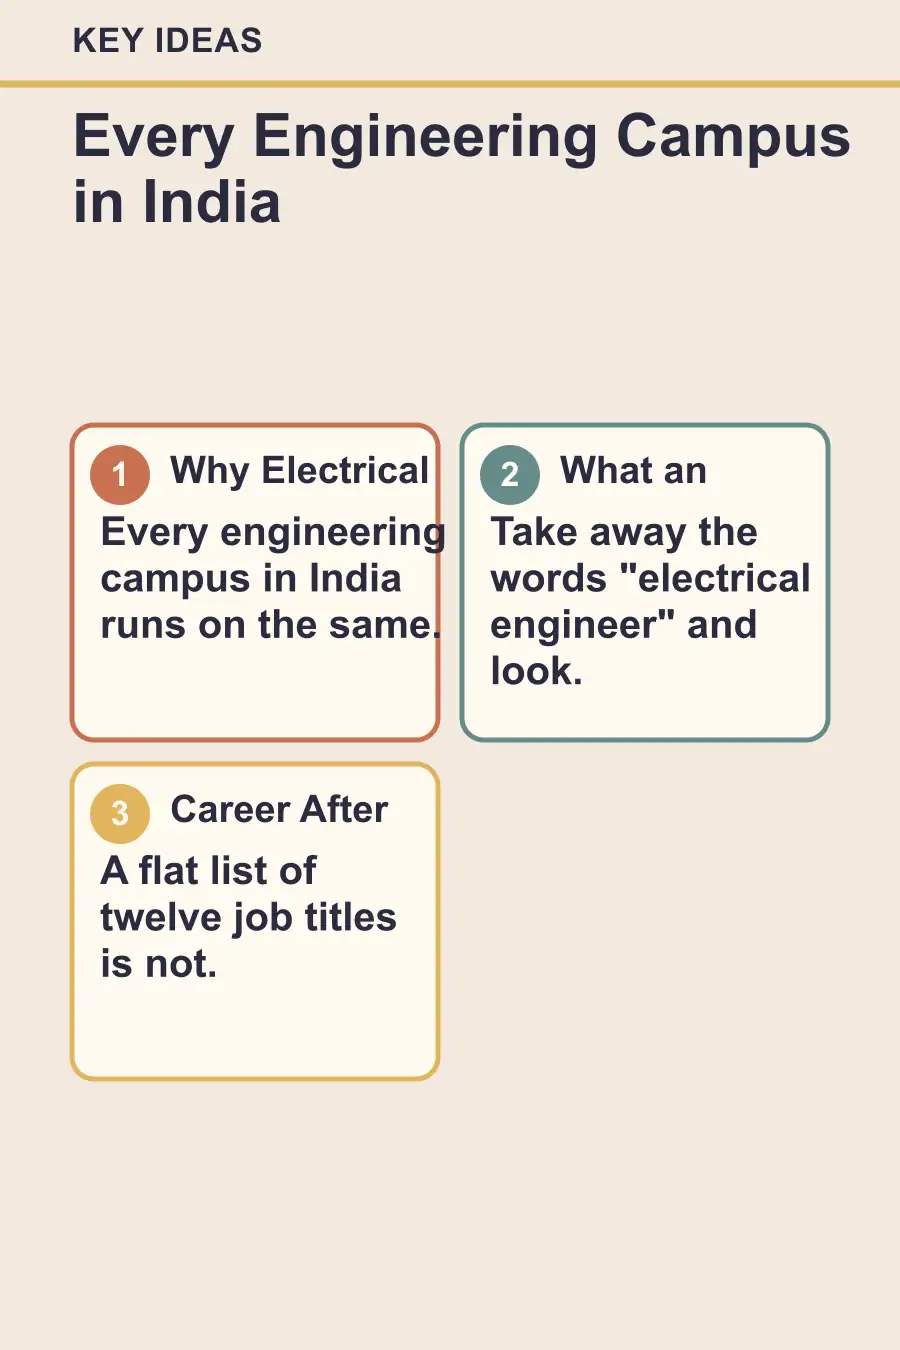 KEY IDEAS
Every Engineering Campus
in India
1 Why Electrical
Every engineering
campus in India
runs on the same.
2 What an
Take away the
words "electrical
engineer" and
look.
3 Career After
A flat list of
twelve job titles
is not.